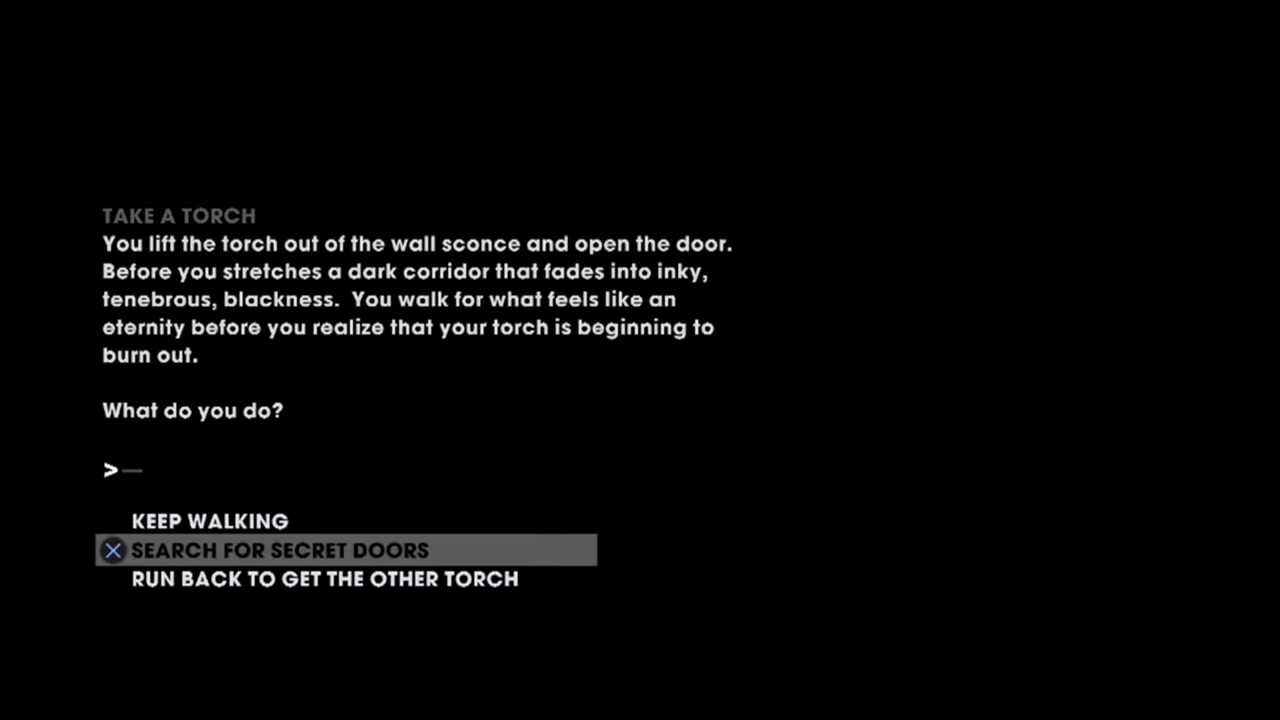 TAKE A TORCH
You lift the torch out of the wall sconce and open the door.
Before you stretches a dark corridor that fades into inky,
tenebrous, blackness.  You walk for what feels like an
eternity before you realize that your torch is beginning to
burn out.
What do you do?
>—
KEEP WALKING
SEARCH FOR SECRET DOORS
RUN BACK TO GET THE OTHER TORCH